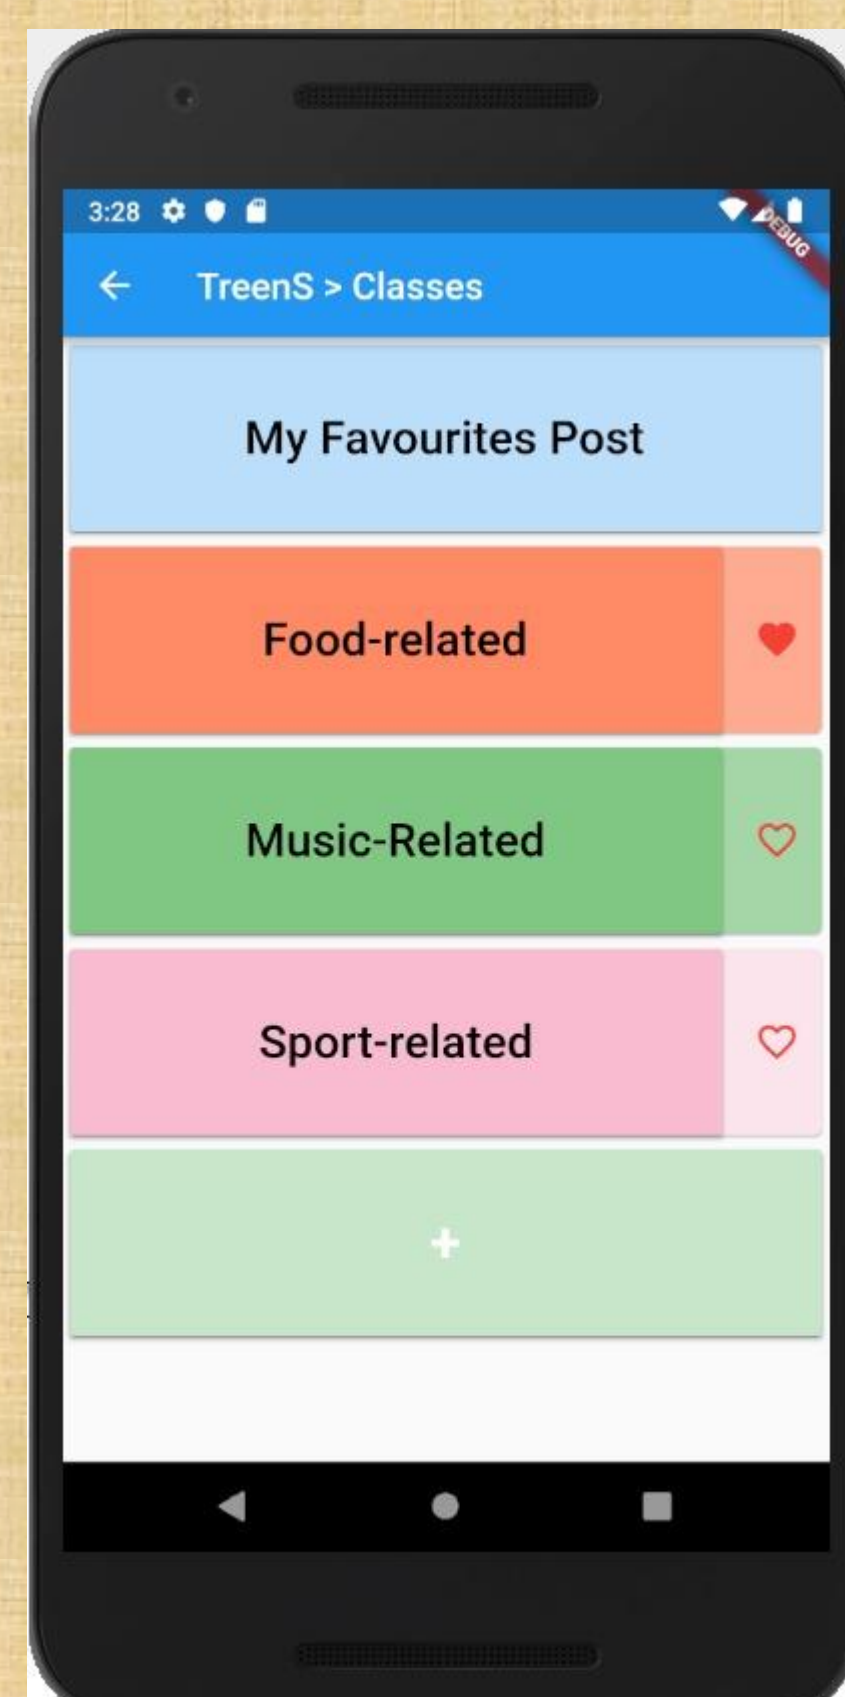 3:28
DEBUG
TreenS > Classes
My Favourites Post
Food-related
Music-Related
Sport-related
+